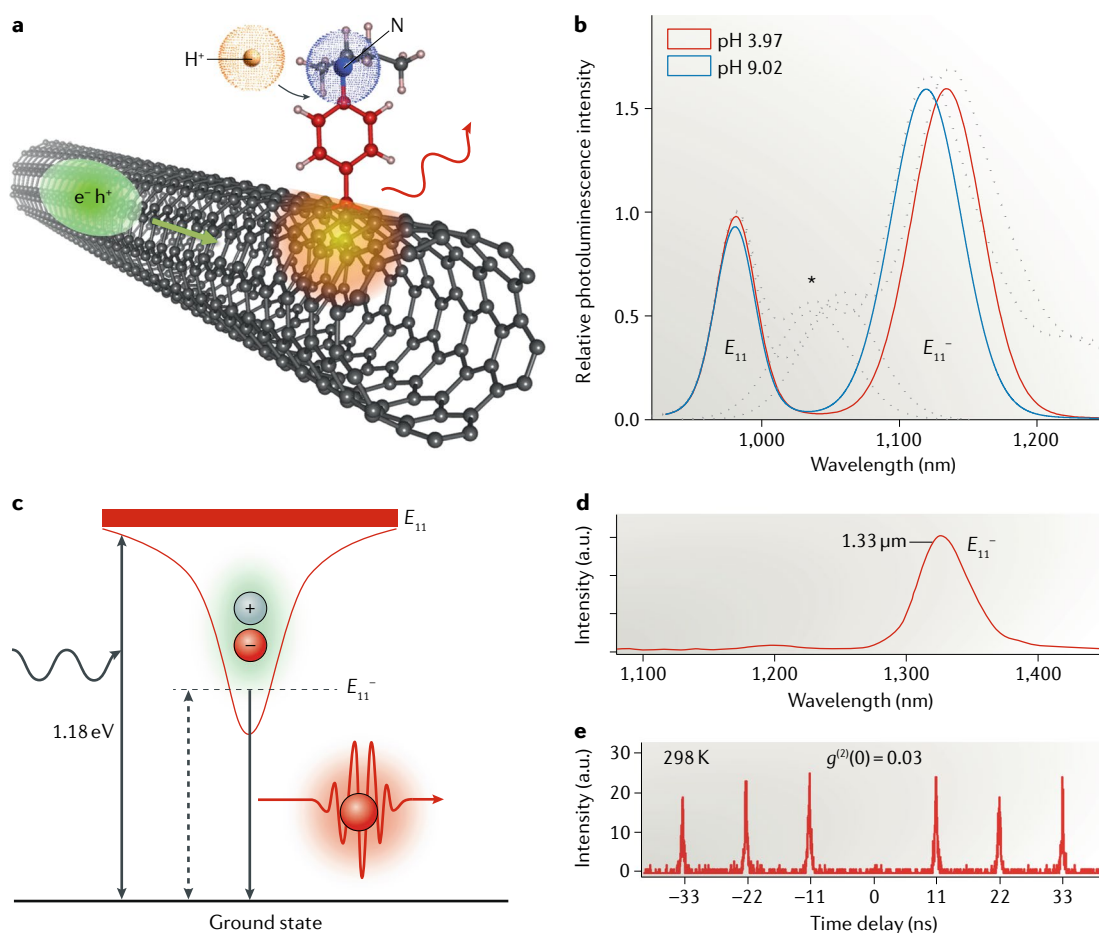 a
H⁺
N
e⁻ h⁺
b
pH 3.97
pH 9.02
Relative photoluminescence intensity
1.5
1.0
0.5
0.0
*
E₁₁
E₁₁⁻
1,000
1,100
1,200
Wavelength (nm)
c
E₁₁
+
−
E₁₁⁻
1.18 eV
Ground state
d
Intensity (a.u.)
1.33 μm
E₁₁⁻
1,100
1,200
1,300
1,400
Wavelength (nm)
e
Intensity (a.u.)
30
20
10
0
298 K
g⁽²⁾(0) = 0.03
−33
−22
−11
0
11
22
33
Time delay (ns)